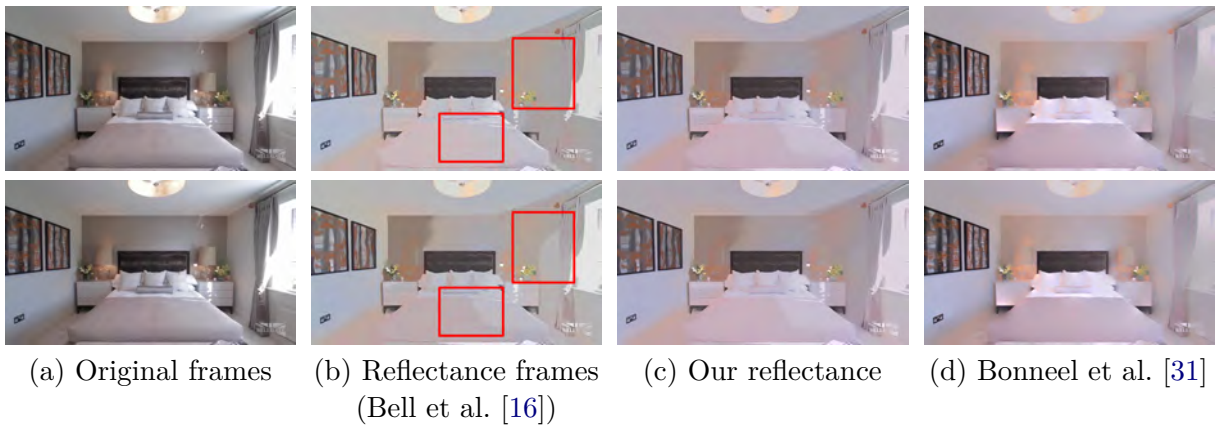 (a) Original frames
(b) Reflectance frames
(Bell et al. [16])
(c) Our reflectance
(d) Bonneel et al. [31]